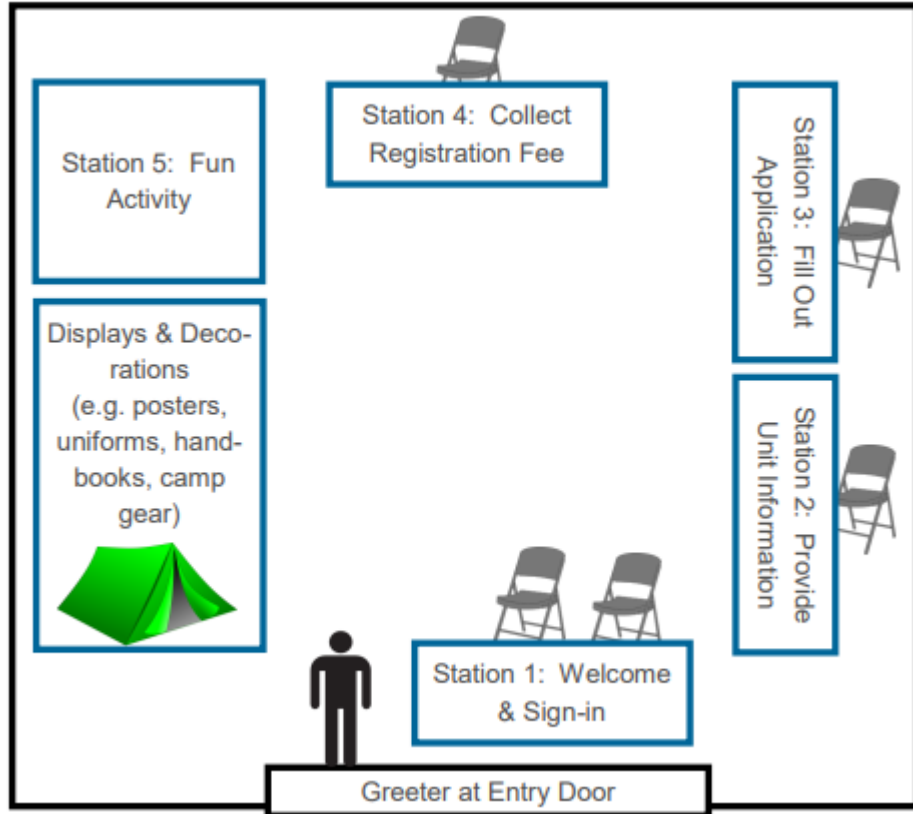 Station 4:  Collect
Registration Fee
Station 5:  Fun
Activity
Station 3:  Fill Out
Application
Displays & Deco-
rations
(e.g. posters,
uniforms, hand-
books, camp
gear)
Station 2:  Provide
Unit Information
Station 1:  Welcome
& Sign-in
Greeter at Entry Door